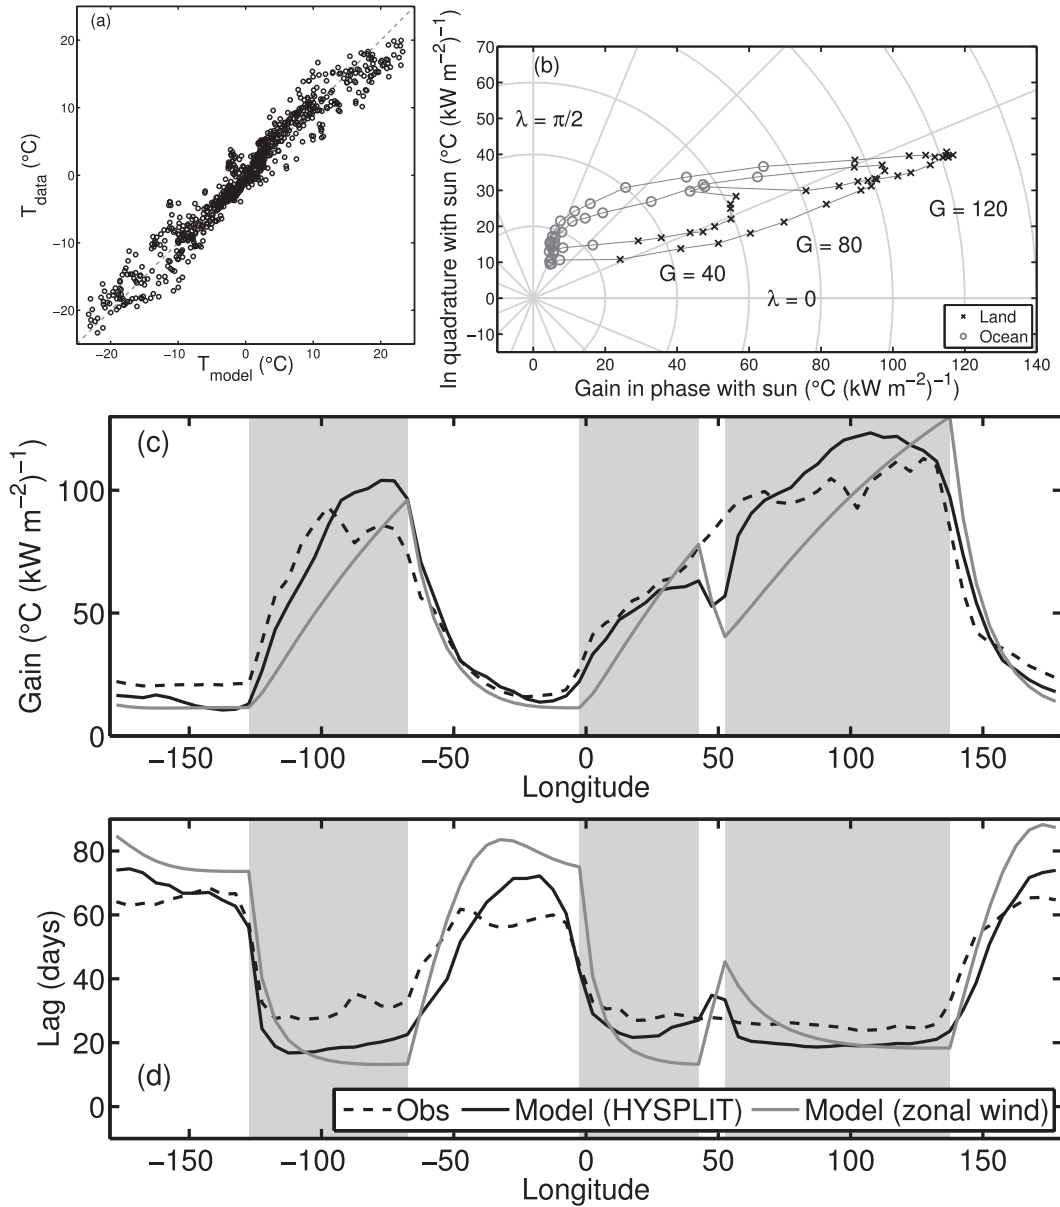 (a)
20
10
0
−10
−20
−20
−10
0
10
20
T_data (°C)
T_model (°C)
(b)
70
60
50
40
30
20
10
0
−10
λ = π/2
G = 120
G = 80
G = 40
λ = 0
× Land
Ocean
0
20
40
60
80
100
120
140
In quadrature with sun (°C (kW m−2)−1)
Gain in phase with sun (°C (kW m−2)−1)
(c)
100
50
0
Gain (°C (kW m−2)−1)
−150
−100
−50
0
50
100
150
Longitude
80
60
40
20
0
Lag (days)
(d)
Obs
Model (HYSPLIT)
Model (zonal wind)
−150
−100
−50
0
50
100
150
Longitude